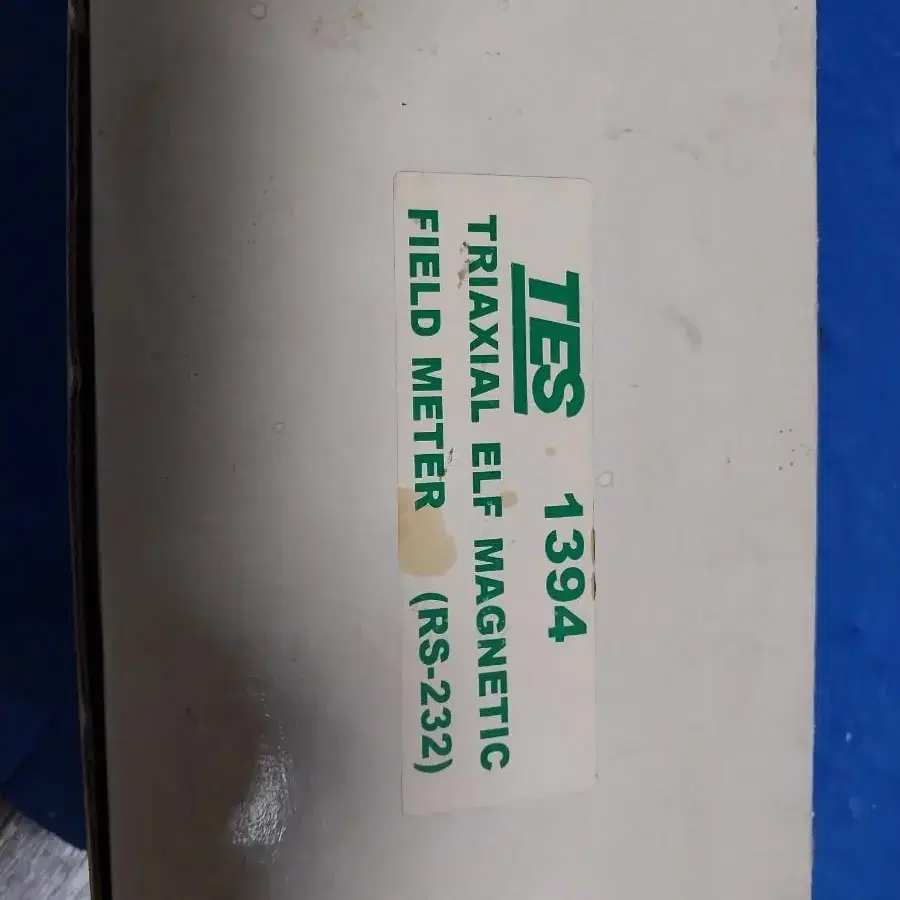 TES 1394
TRIAXIAL ELF MAGNETIC
FIELD METER (RS-232)